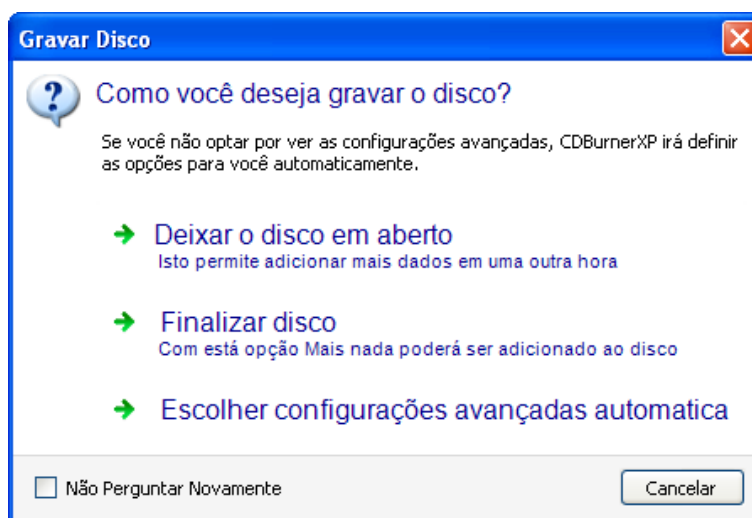 Gravar Disco
Como você deseja gravar o disco?
Se você não optar por ver as configurações avançadas, CDBurnerXP irá definir
as opções para você automaticamente.
Deixar o disco em aberto
Isto permite adicionar mais dados em uma outra hora
Finalizar disco
Com está opção Mais nada poderá ser adicionado ao disco
Escolher configurações avançadas automatica
Não Perguntar Novamente
Cancelar